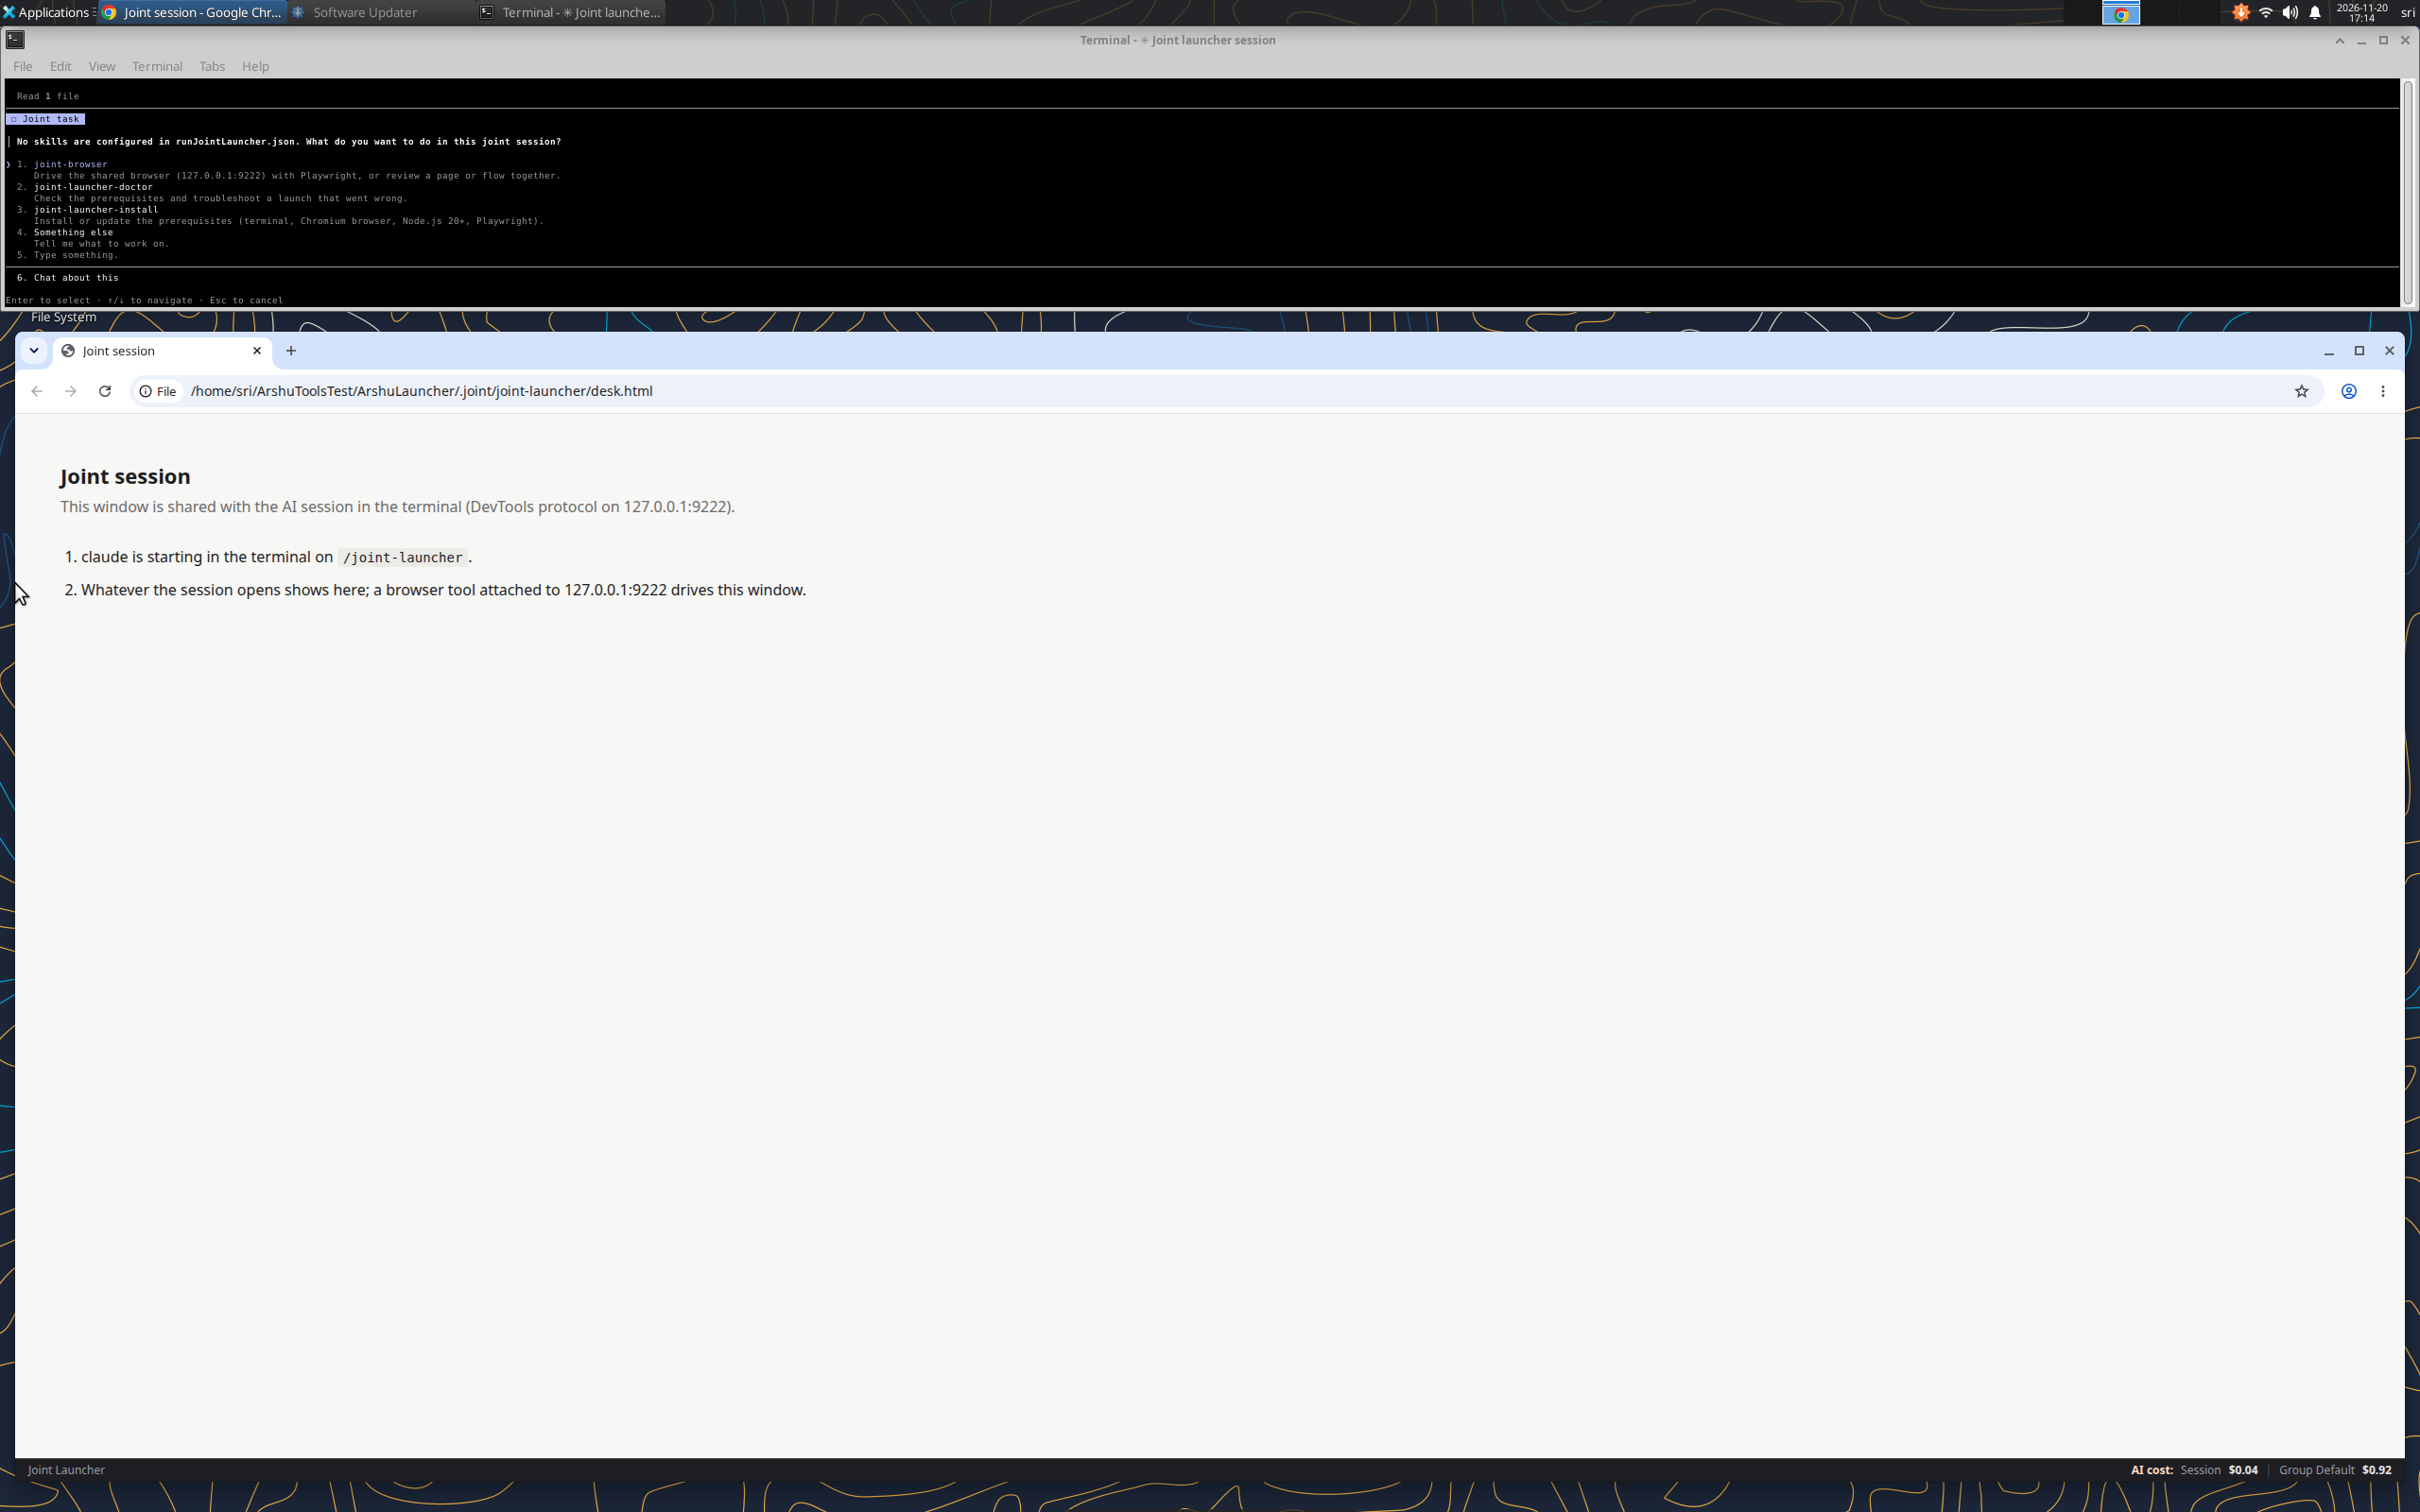 Applications
Joint session - Google Chr...
Software Updater
Terminal - ✳ Joint launche...
2026-11-20
17:14
sri
Terminal - ✳ Joint launcher session
File Edit View Terminal Tabs Help
Read 1 file
☐ Joint task
No skills are configured in runJointLauncher.json. What do you want to do in this joint session?
❯ 1. joint-browser
Drive the shared browser (127.0.0.1:9222) with Playwright, or review a page or flow together.
2. joint-launcher-doctor
Check the prerequisites and troubleshoot a launch that went wrong.
3. joint-launcher-install
Install or update the prerequisites (terminal, Chromium browser, Node.js 20+, Playwright).
4. Something else
Tell me what to work on.
5. Type something.
6. Chat about this
Enter to select · ↑/↓ to navigate · Esc to cancel
File System
Joint session
File /home/sri/ArshuToolsTest/ArshuLauncher/.joint/joint-launcher/desk.html
Joint session
This window is shared with the AI session in the terminal (DevTools protocol on 127.0.0.1:9222).
1. claude is starting in the terminal on /joint-launcher.
2. Whatever the session opens shows here; a browser tool attached to 127.0.0.1:9222 drives this window.
Joint Launcher
AI cost: Session $0.04 | Group Default $0.92